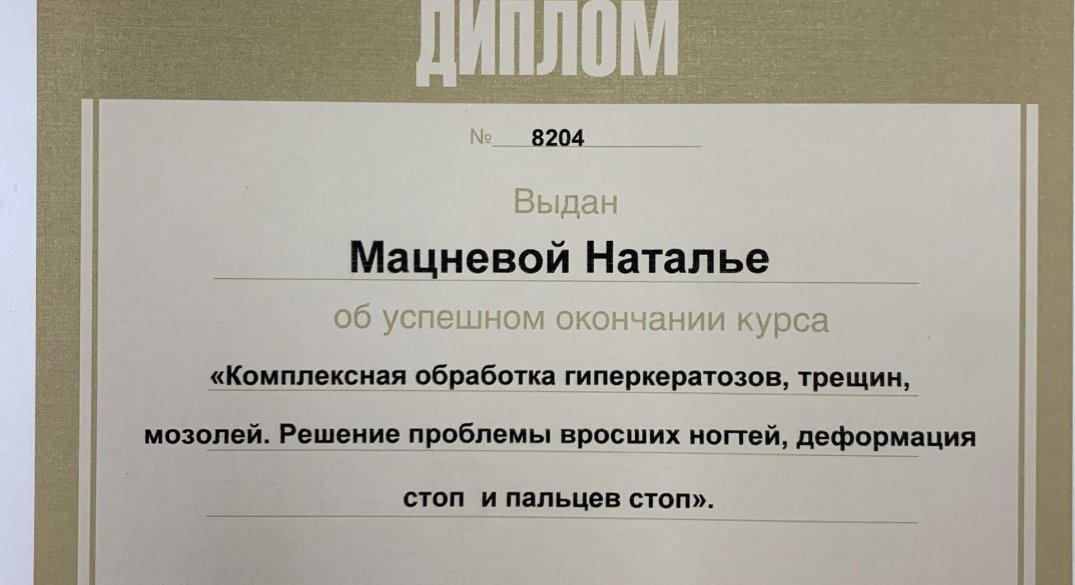 ДИПЛОМ
№ 8204
Выдан
Мацневой Наталье
об успешном окончании курса
«Комплексная обработка гиперкератозов, трещин,
мозолей. Решение проблемы вросших ногтей, деформация
стоп и пальцев стоп».